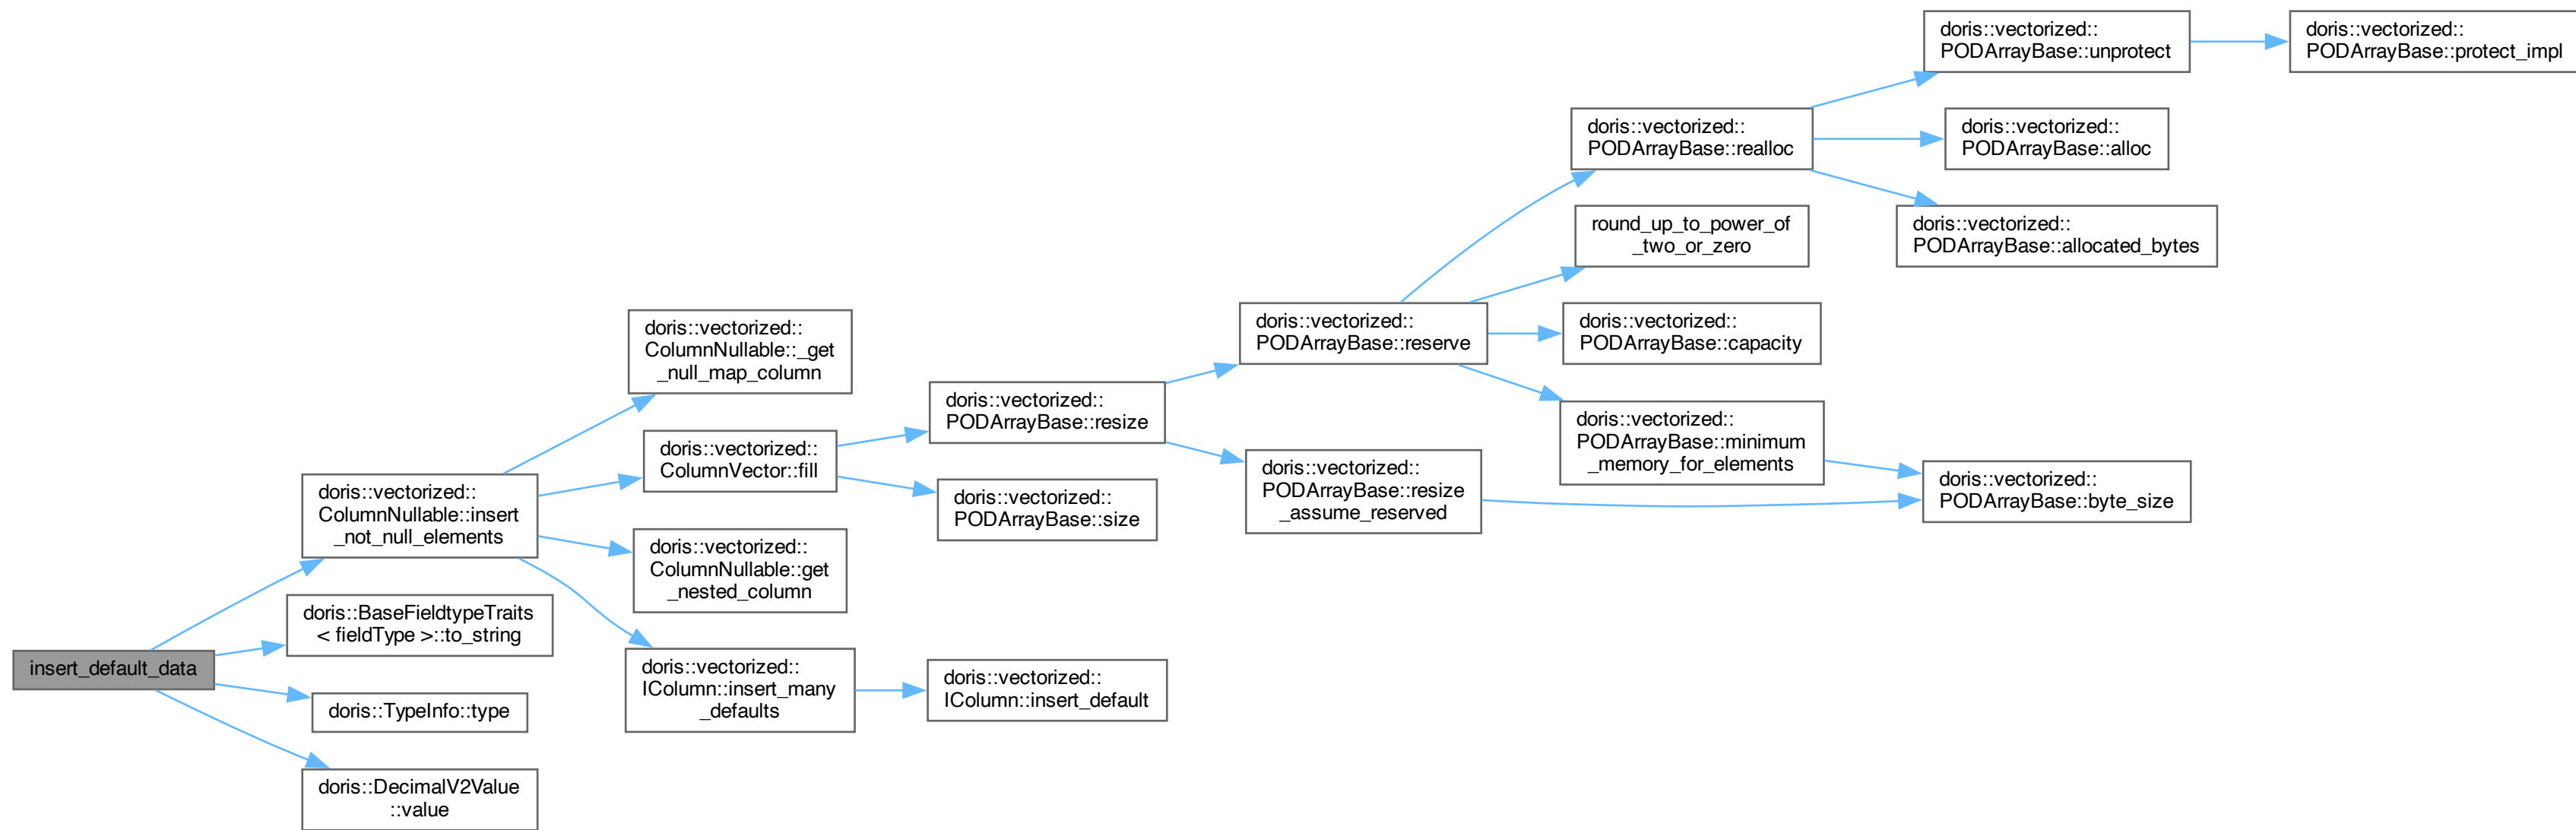 insert_default_data
doris::vectorized::
ColumnNullable::insert
_not_null_elements
doris::BaseFieldtypeTraits
< fieldType >::to_string
doris::TypeInfo::type
doris::DecimalV2Value
::value
doris::vectorized::
ColumnNullable::_get
_null_map_column
doris::vectorized::
ColumnVector::fill
doris::vectorized::
ColumnNullable::get
_nested_column
doris::vectorized::
IColumn::insert_many
_defaults
doris::vectorized::
PODArrayBase::resize
doris::vectorized::
PODArrayBase::size
doris::vectorized::
IColumn::insert_default
doris::vectorized::
PODArrayBase::reserve
doris::vectorized::
PODArrayBase::resize
_assume_reserved
doris::vectorized::
PODArrayBase::realloc
round_up_to_power_of
_two_or_zero
doris::vectorized::
PODArrayBase::capacity
doris::vectorized::
PODArrayBase::minimum
_memory_for_elements
doris::vectorized::
PODArrayBase::unprotect
doris::vectorized::
PODArrayBase::alloc
doris::vectorized::
PODArrayBase::allocated_bytes
doris::vectorized::
PODArrayBase::byte_size
doris::vectorized::
PODArrayBase::protect_impl